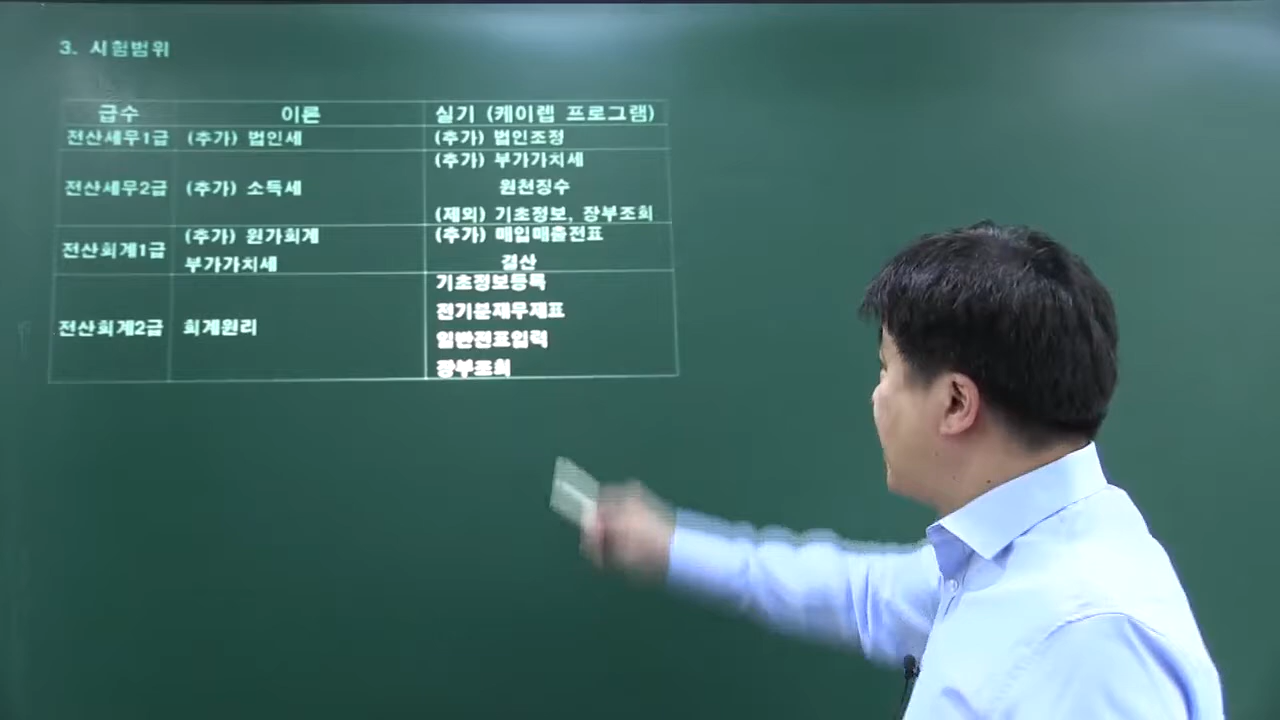 3. 시험범위
급수 이론 실기 (케이렙 프로그램)
전산세무1급 (추가) 법인세 (추가) 법인조정
(추가) 부가가치세
전산세무2급 (추가) 소득세 원천징수
(제외) 기초정보, 장부조회
(추가) 원가회계 (추가) 매입매출전표
전산회계1급
부가가치세 결산
기초정보등록
전기분재무제표
전산회계2급 회계원리
일반전표입력
장부조회